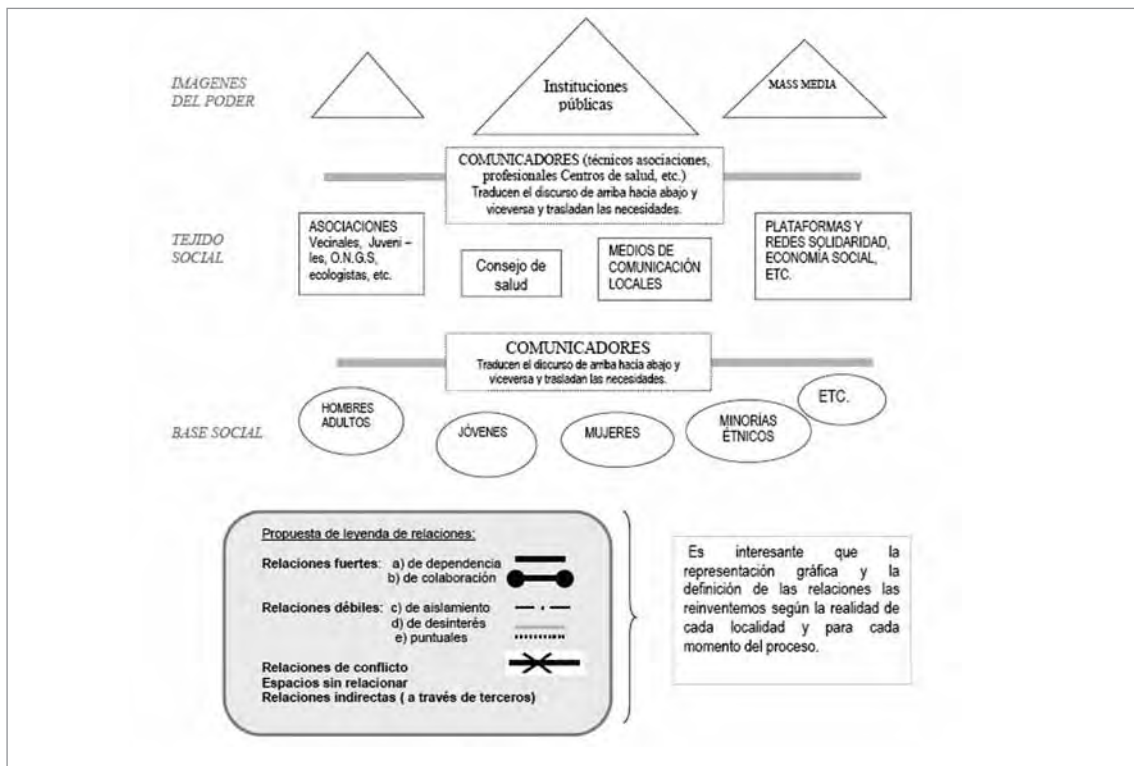 IMÁGENES
DEL PODER
Instituciones
públicas
MASS MEDIA
COMUNICADORES (técnicos asociaciones,
profesionales Centros de salud, etc.)
Traducen el discurso de arriba hacia abajo y
viceversa y trasladan las necesidades.
TEJIDO
SOCIAL
ASOCIACIONES
Vecinales, Juveni –
les, O.N.G.S,
ecologistas, etc.
Consejo de
salud
MEDIOS DE
COMUNICACIÓN
LOCALES
PLATAFORMAS Y
REDES SOLIDARIDAD,
ECONOMÍA SOCIAL,
ETC.
COMUNICADORES
Traducen el discurso de arriba hacia abajo y
viceversa y trasladan las necesidades.
BASE SOCIAL
HOMBRES
ADULTOS
JÓVENES
MUJERES
MINORÍAS
ÉTNICOS
ETC.
Propuesta de leyenda de relaciones:
Relaciones fuertes: a) de dependencia
b) de colaboración
Relaciones débiles: c) de aislamiento
d) de desinterés
e) puntuales
Relaciones de conflicto
Espacios sin relacionar
Relaciones indirectas ( a través de terceros)
Es interesante que la
representación gráfica y la
definición de las relaciones las
reinventemos según la realidad de
cada localidad y para cada
momento del proceso.